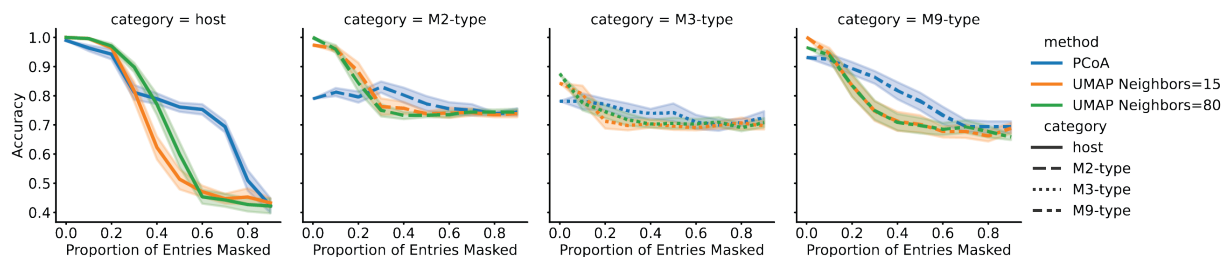 category = host
category = M2-type
category = M3-type
category = M9-type
1.0
0.9
0.8
0.7
0.6
0.5
0.4
Accuracy
0.0 0.2 0.4 0.6 0.8
0.0 0.2 0.4 0.6 0.8
0.0 0.2 0.4 0.6 0.8
0.0 0.2 0.4 0.6 0.8
Proportion of Entries Masked
Proportion of Entries Masked
Proportion of Entries Masked
Proportion of Entries Masked
method
PCoA
UMAP Neighbors=15
UMAP Neighbors=80
category
host
M2-type
M3-type
M9-type